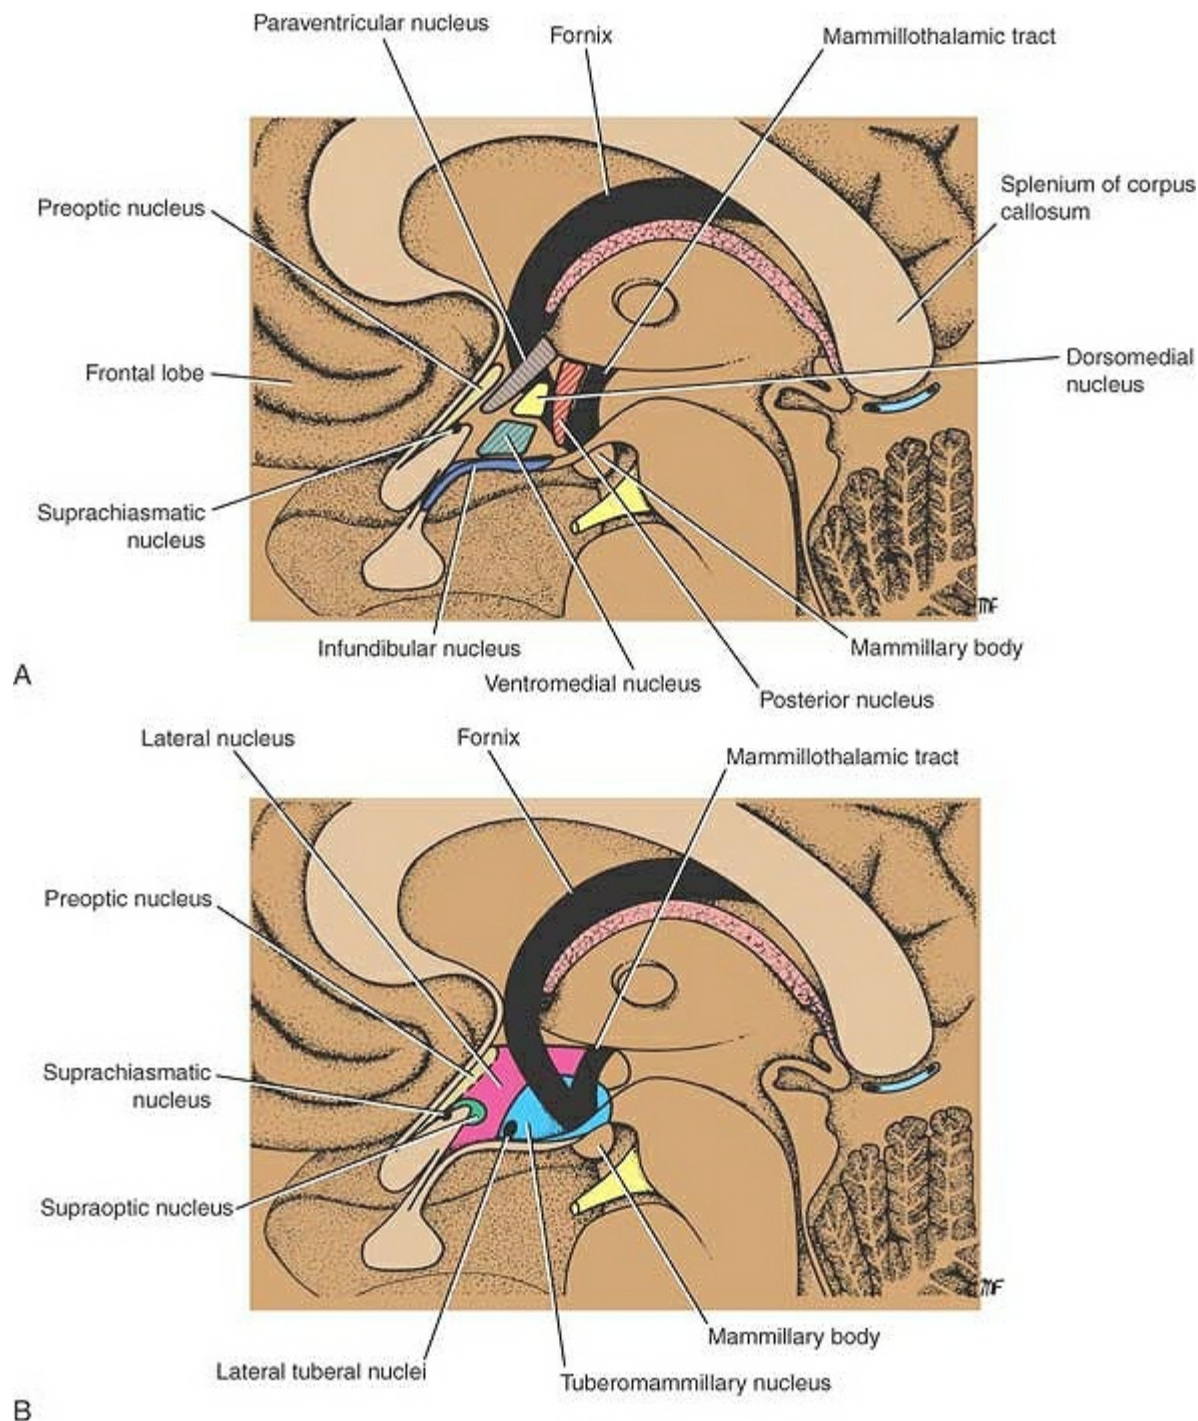 Paraventricular nucleus
Fornix
Mammillothalamic tract
Splenium of corpus
callosum
Preoptic nucleus
Frontal lobe
Dorsomedial
nucleus
Suprachiasmatic
nucleus
MF
Infundibular nucleus
Mammillary body
Ventromedial nucleus
Posterior nucleus
A
Lateral nucleus
Fornix
Mammillothalamic tract
Preoptic nucleus
Suprachiasmatic
nucleus
Supraoptic nucleus
MF
Mammillary body
Lateral tuberal nuclei
Tuberomammillary nucleus
B